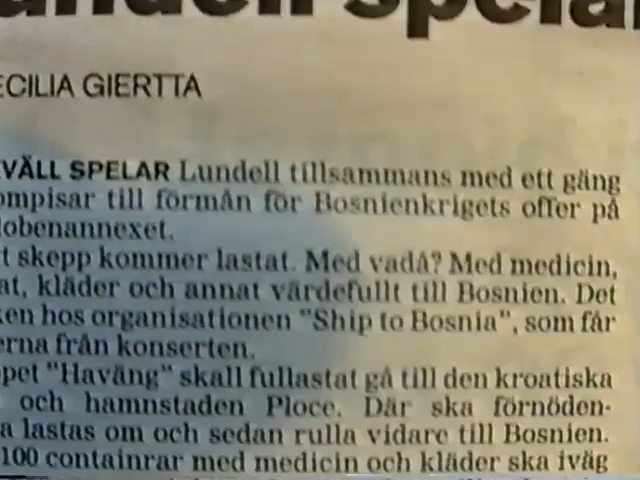 undell spelar
ECILIA GIERTTA
VÄLL SPELAR Lundell tillsammans med ett gäng
ompisar till förmån för Bosnienkrigets offer på
lobenannexet.
t skepp kommer lastat. Med vadå? Med medicin,
at, kläder och annat värdefullt till Bosnien. Det
ken hos organisationen "Ship to Bosnia", som får
erna från konserten.
pet "Haväng" skall fullastat gå till den kroatiska
och hamnstaden Ploce. Där ska förnöden-
a lastas om och sedan rulla vidare till Bosnien.
100 containrar med medicin och kläder ska iväg